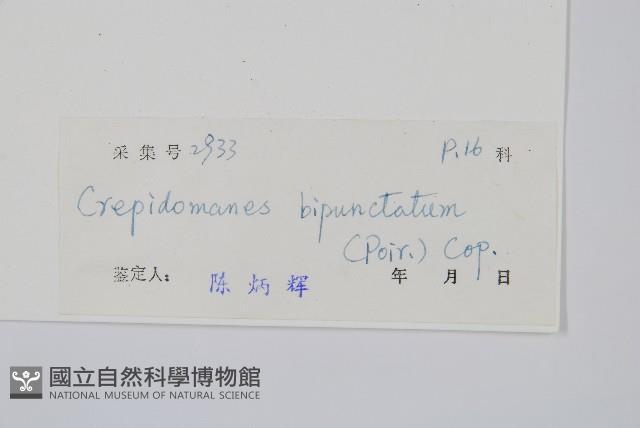 采集号 2933 P.16 科
Crepidomanes bipunctatum
(Poir.) Cop.
鉴定人: 陈炳辉 年 月 日
國立自然科學博物館
NATIONAL MUSEUM OF NATURAL SCIENCE